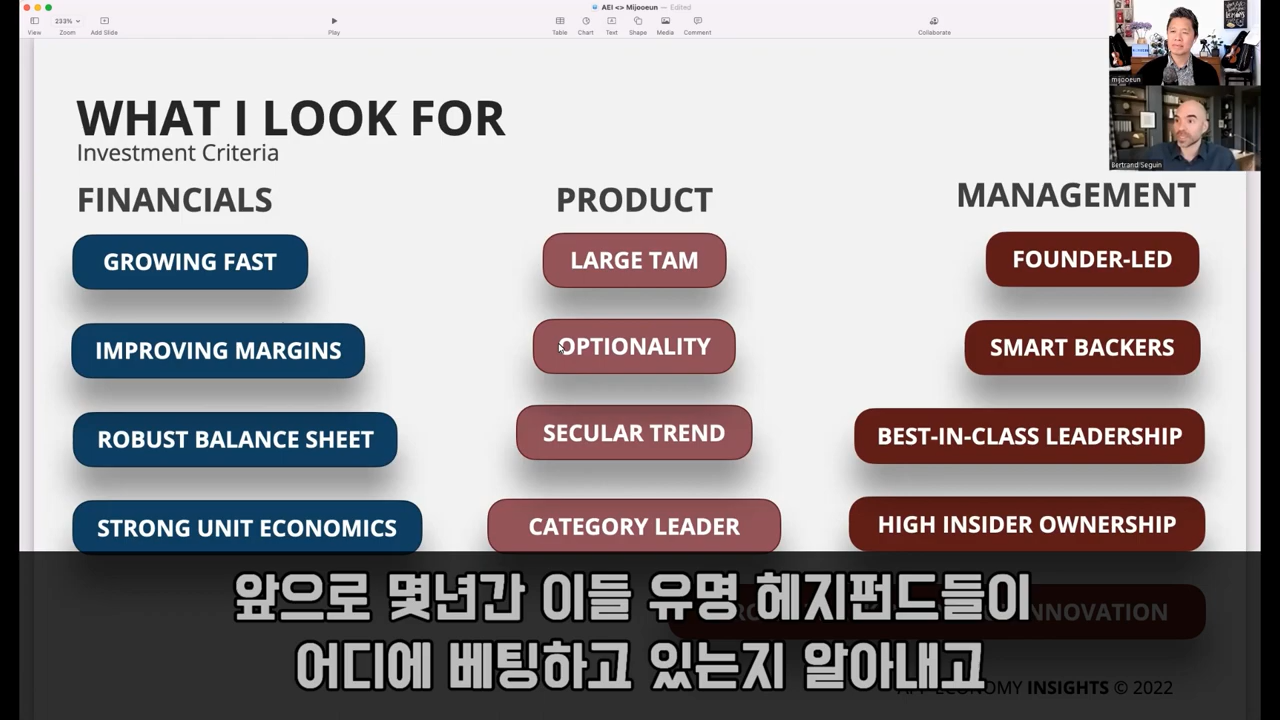 AEI <> Mijooeun — Edited
233%
View
Zoom
Add Slide
Play
Table
Chart
Text
Shape
Media
Comment
Collaborate
mijooeun
Bertrand Seguin
WHAT I LOOK FOR
Investment Criteria
FINANCIALS
GROWING FAST
IMPROVING MARGINS
ROBUST BALANCE SHEET
STRONG UNIT ECONOMICS
PRODUCT
LARGE TAM
OPTIONALITY
SECULAR TREND
CATEGORY LEADER
MANAGEMENT
FOUNDER-LED
SMART BACKERS
BEST-IN-CLASS LEADERSHIP
HIGH INSIDER OWNERSHIP
INNOVATION
앞으로 몇년간 이들 유명 헤지펀드들이
어디에 베팅하고 있는지 알아내고
ECONOMY INSIGHTS © 2022